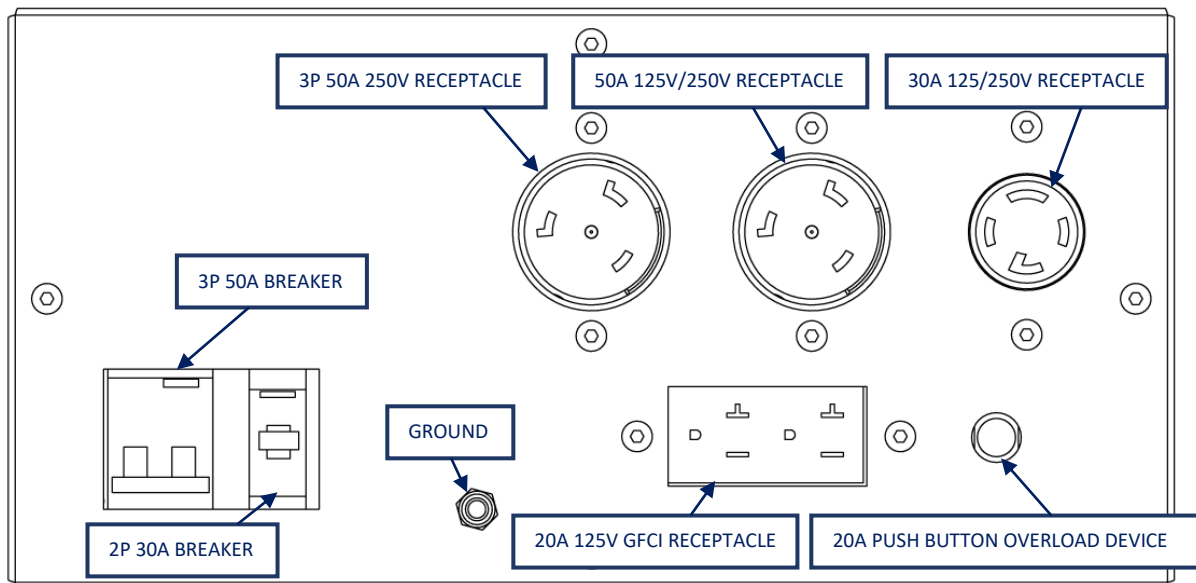 3P 50A 250V RECEPTACLE
50A 125V/250V RECEPTACLE
30A 125/250V RECEPTACLE
3P 50A BREAKER
GROUND
2P 30A BREAKER
20A 125V GFCI RECEPTACLE
20A PUSH BUTTON OVERLOAD DEVICE